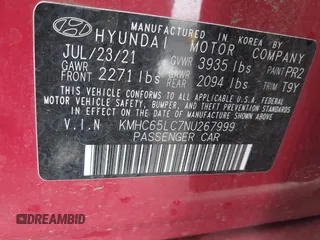 MANUFACTURED IN KOREA
HYUNDAI MOTOR COMPANY
JUL/23/21 GVWR 3935 lbs PAINT PR2
GAWR FRONT 2271 lbs GAWR REAR 2094 lbs TRIM T9Y
THIS VEHICLE CONFORMS TO ALL APPLICABLE
FEDERAL MOTOR VEHICLE SAFETY, BUMPER, AND
THEFT PREVENTION STANDARDS IN EFFECT ON THE
DATE OF MANUFACTURE SHOWN ABOVE.
V.I.N KMHC65LC7NU267999
PASSENGER CAR
DREAMBID